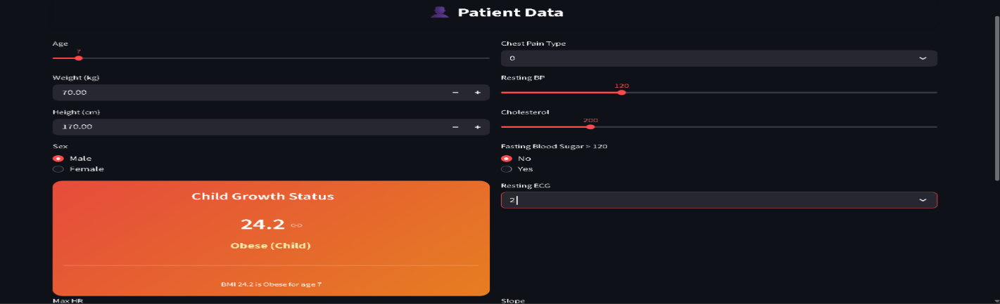 Patient Data
Age
7
Weight (kg)
70.00
Height (cm)
170.00
Sex
Male
Female
Child Growth Status
24.2
Obese (Child)
BMI 24.2 is Obese for age 7
Max HR
Chest Pain Type
0
Resting BP
120
Cholesterol
200
Fasting Blood Sugar > 120
No
Yes
Resting ECG
2
Slope